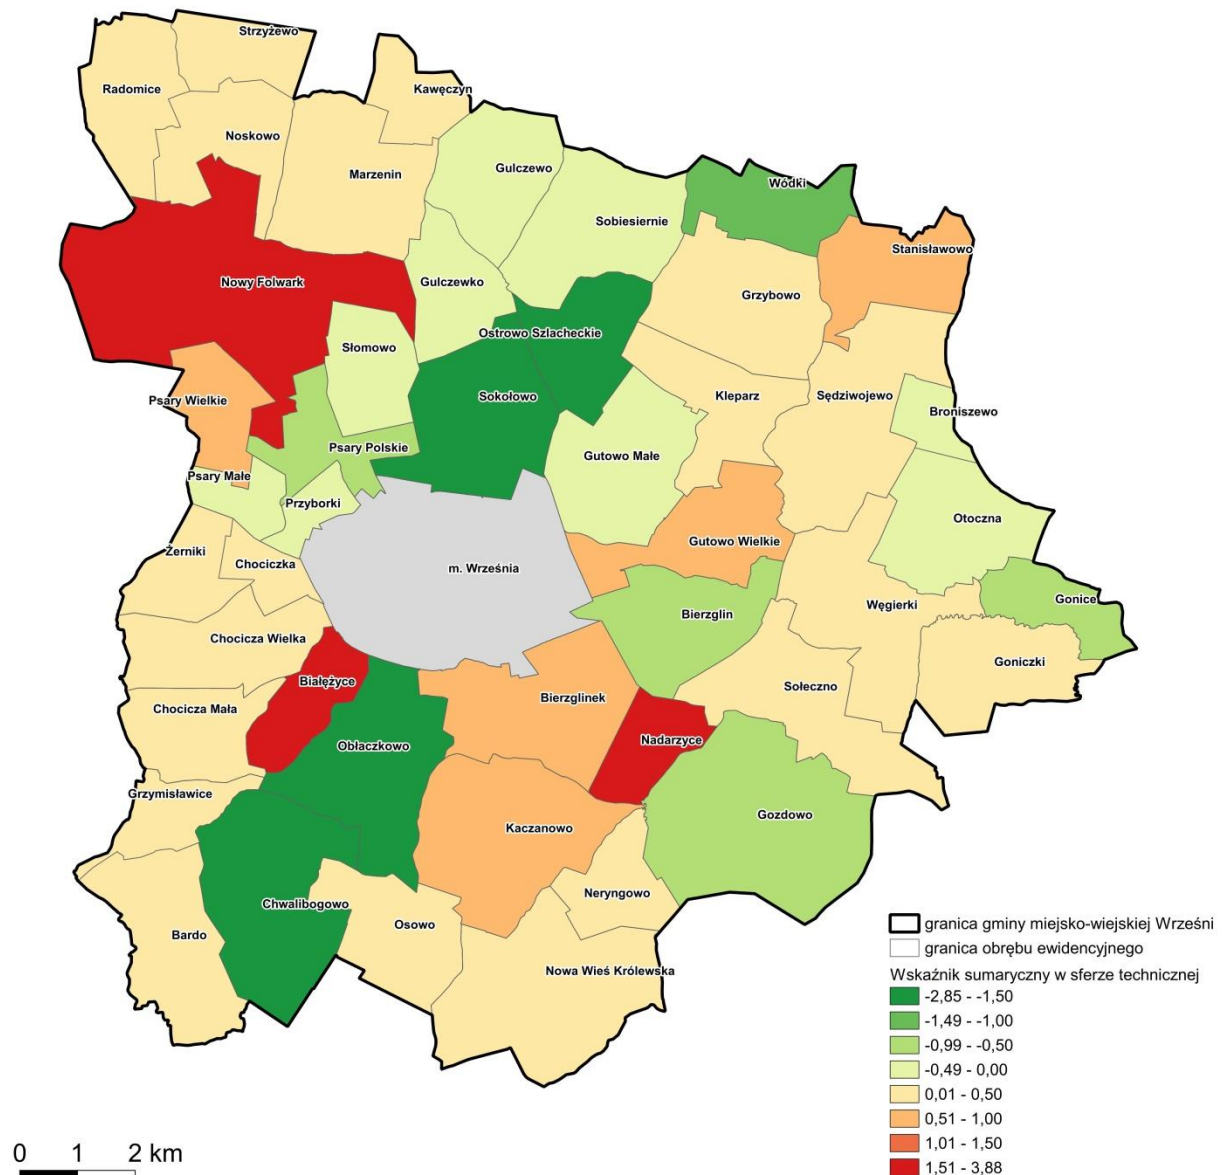 Strzyżewo
Radomice
Kawęczyn
Noskowo
Marzenin
Gulczewo
Wódki
Sobiesiernie
Stanisławowo
Nowy Folwark
Gulczewko
Grzybowo
Ostrowo Szlacheckie
Słomowo
Psary Wielkie
Sokołowo
Kleparz
Sędziwojewo
Broniszewo
Psary Polskie
Gutowo Małe
Psary Małe
Przyborki
Otoczna
Żerniki
Gutowo Wielkie
Chociczka
m. Września
Węgierki
Gonice
Bierzglin
Chocicza Wielka
Goniczki
Białężyce
Sołeczno
Bierzglinek
Chocicza Mała
Nadarzyce
Obłaczkowo
Grzymisławice
Gozdowo
Kaczanowo
Neryngowo
Chwalibogowo
Osowo
Bardo
Nowa Wieś Królewska
granica gminy miejsko-wiejskiej Wrześni
granica obrębu ewidencyjnego
Wskaźnik sumaryczny w sferze technicznej
-2,85 - -1,50
-1,49 - -1,00
-0,99 - -0,50
-0,49 - 0,00
0,01 - 0,50
0,51 - 1,00
1,01 - 1,50
1,51 - 3,88
0 1 2 km